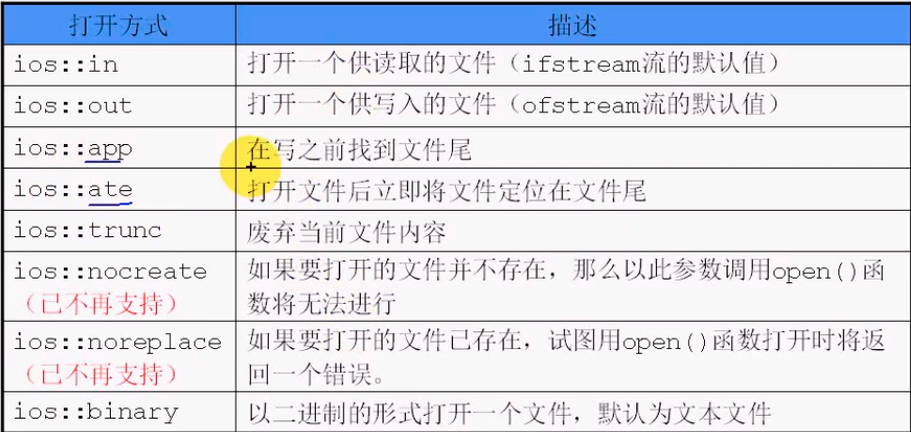 打开方式 描述
ios::in 打开一个供读取的文件（ifstream流的默认值）
ios::out 打开一个供写入的文件（ofstream流的默认值）
ios::app 在写之前找到文件尾
ios::ate 打开文件后立即将文件定位在文件尾
ios::trunc 废弃当前文件内容
ios::nocreate 如果要打开的文件并不存在，那么以此参数调用open()函
（已不再支持） 数将无法进行
ios::noreplace 如果要打开的文件已存在，试图用open()函数打开时将返
（已不再支持） 回一个错误。
ios::binary 以二进制的形式打开一个文件，默认为文本文件